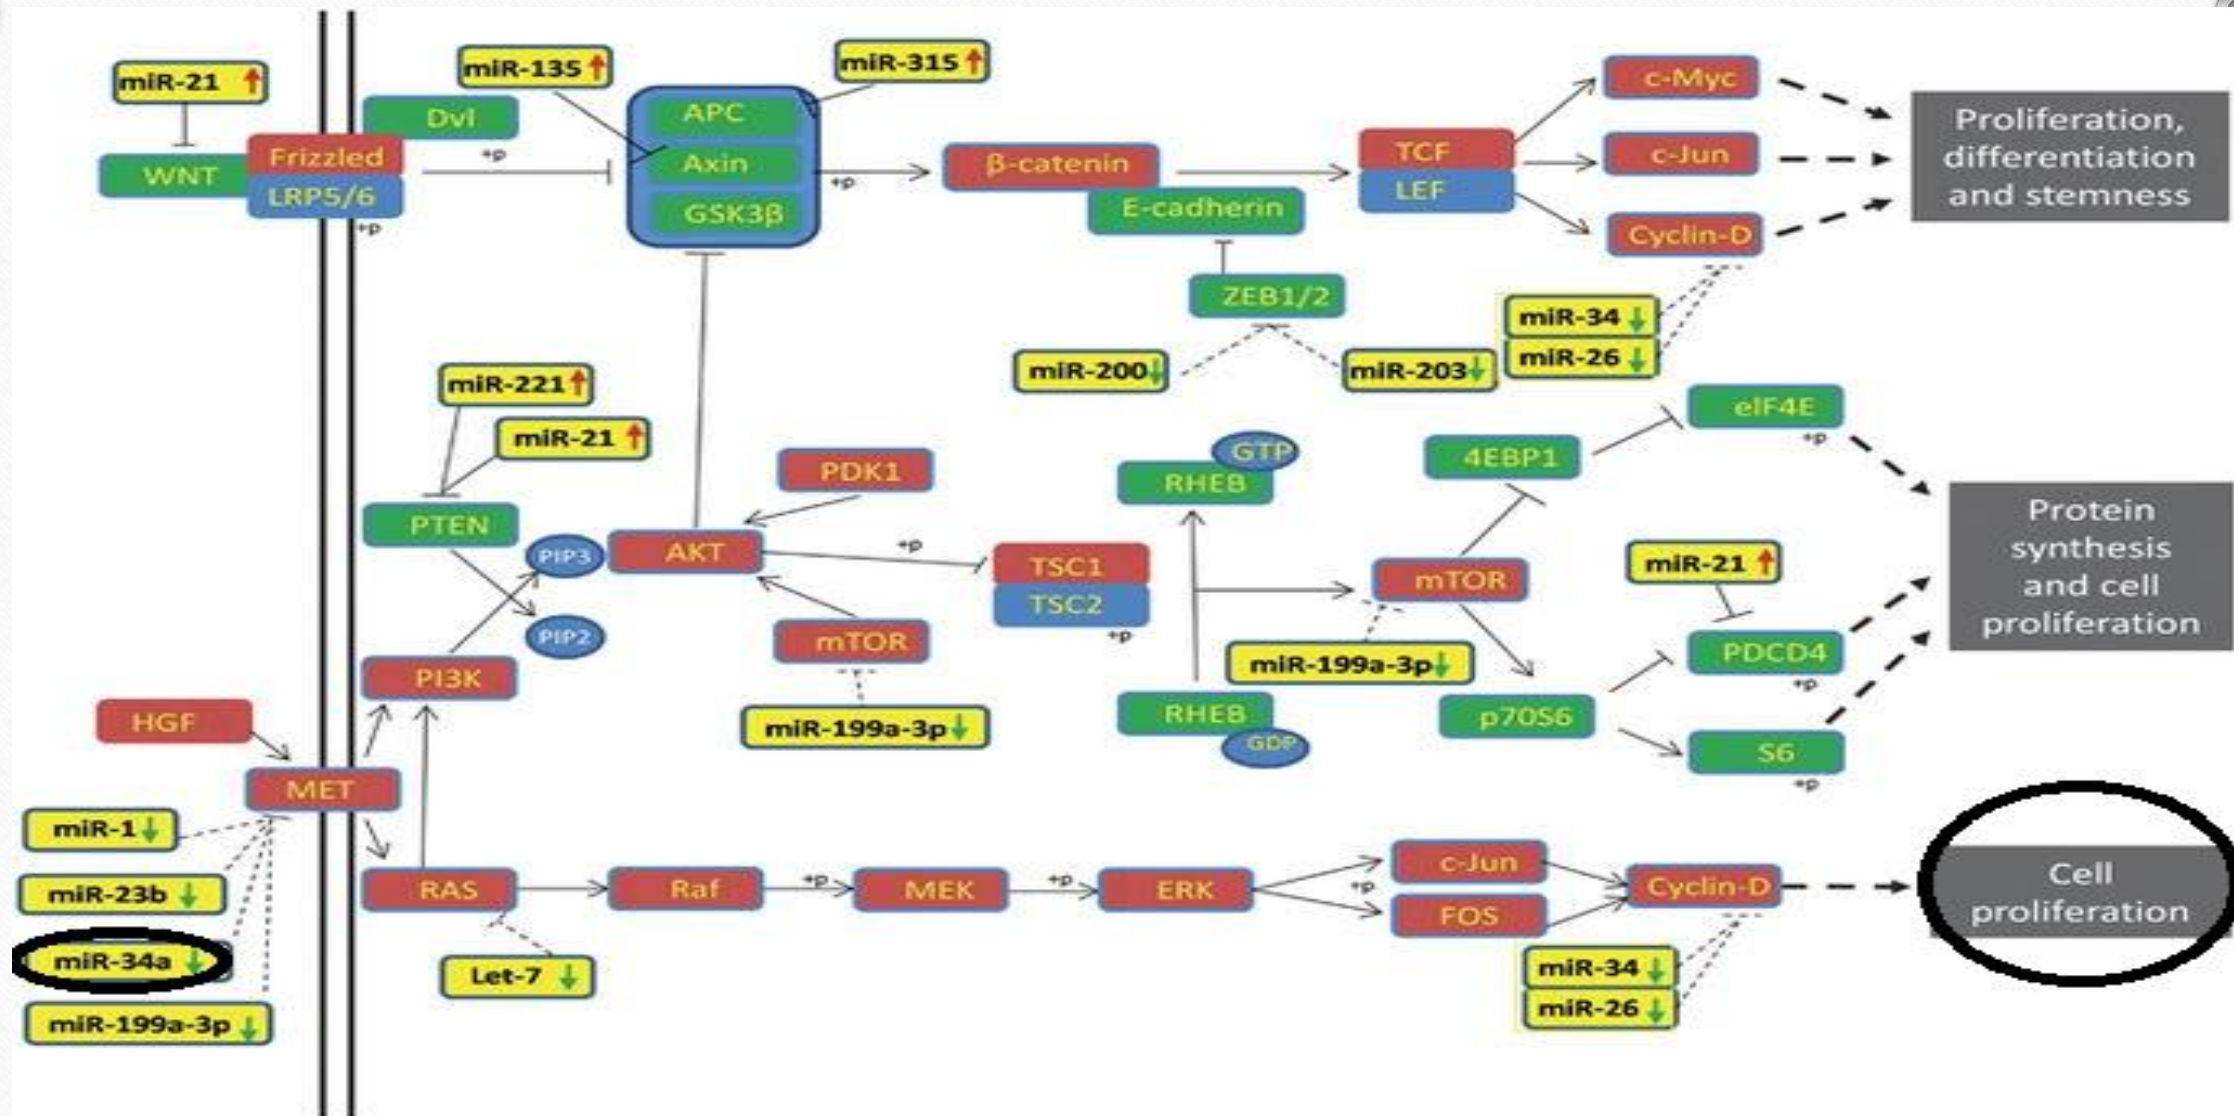 miR-21
miR-135
miR-315
WNT
Frizzled
LRP5/6
+p
Dvl
+p
APC
Axin
GSK3β
+p
β-catenin
E-cadherin
TCF
LEF
c-Myc
c-Jun
Cyclin-D
Proliferation,
differentiation
and stemness
ZEB1/2
miR-200
miR-203
miR-34
miR-26
miR-221
miR-21
PTEN
PIP3
PIP2
PI3K
PDK1
AKT
+p
mTOR
miR-199a-3p
TSC1
TSC2
+p
GTP
RHEB
RHEB
GDP
mTOR
miR-199a-3p
4EBP1
eIF4E
+p
miR-21
PDCD4
+p
p70S6
S6
+p
Protein
synthesis
and cell
proliferation
HGF
MET
miR-1
miR-23b
miR-34a
miR-199a-3p
RAS
Let-7
Raf
+p
MEK
+p
ERK
+p
c-Jun
FOS
Cyclin-D
miR-34
miR-26
Cell
proliferation